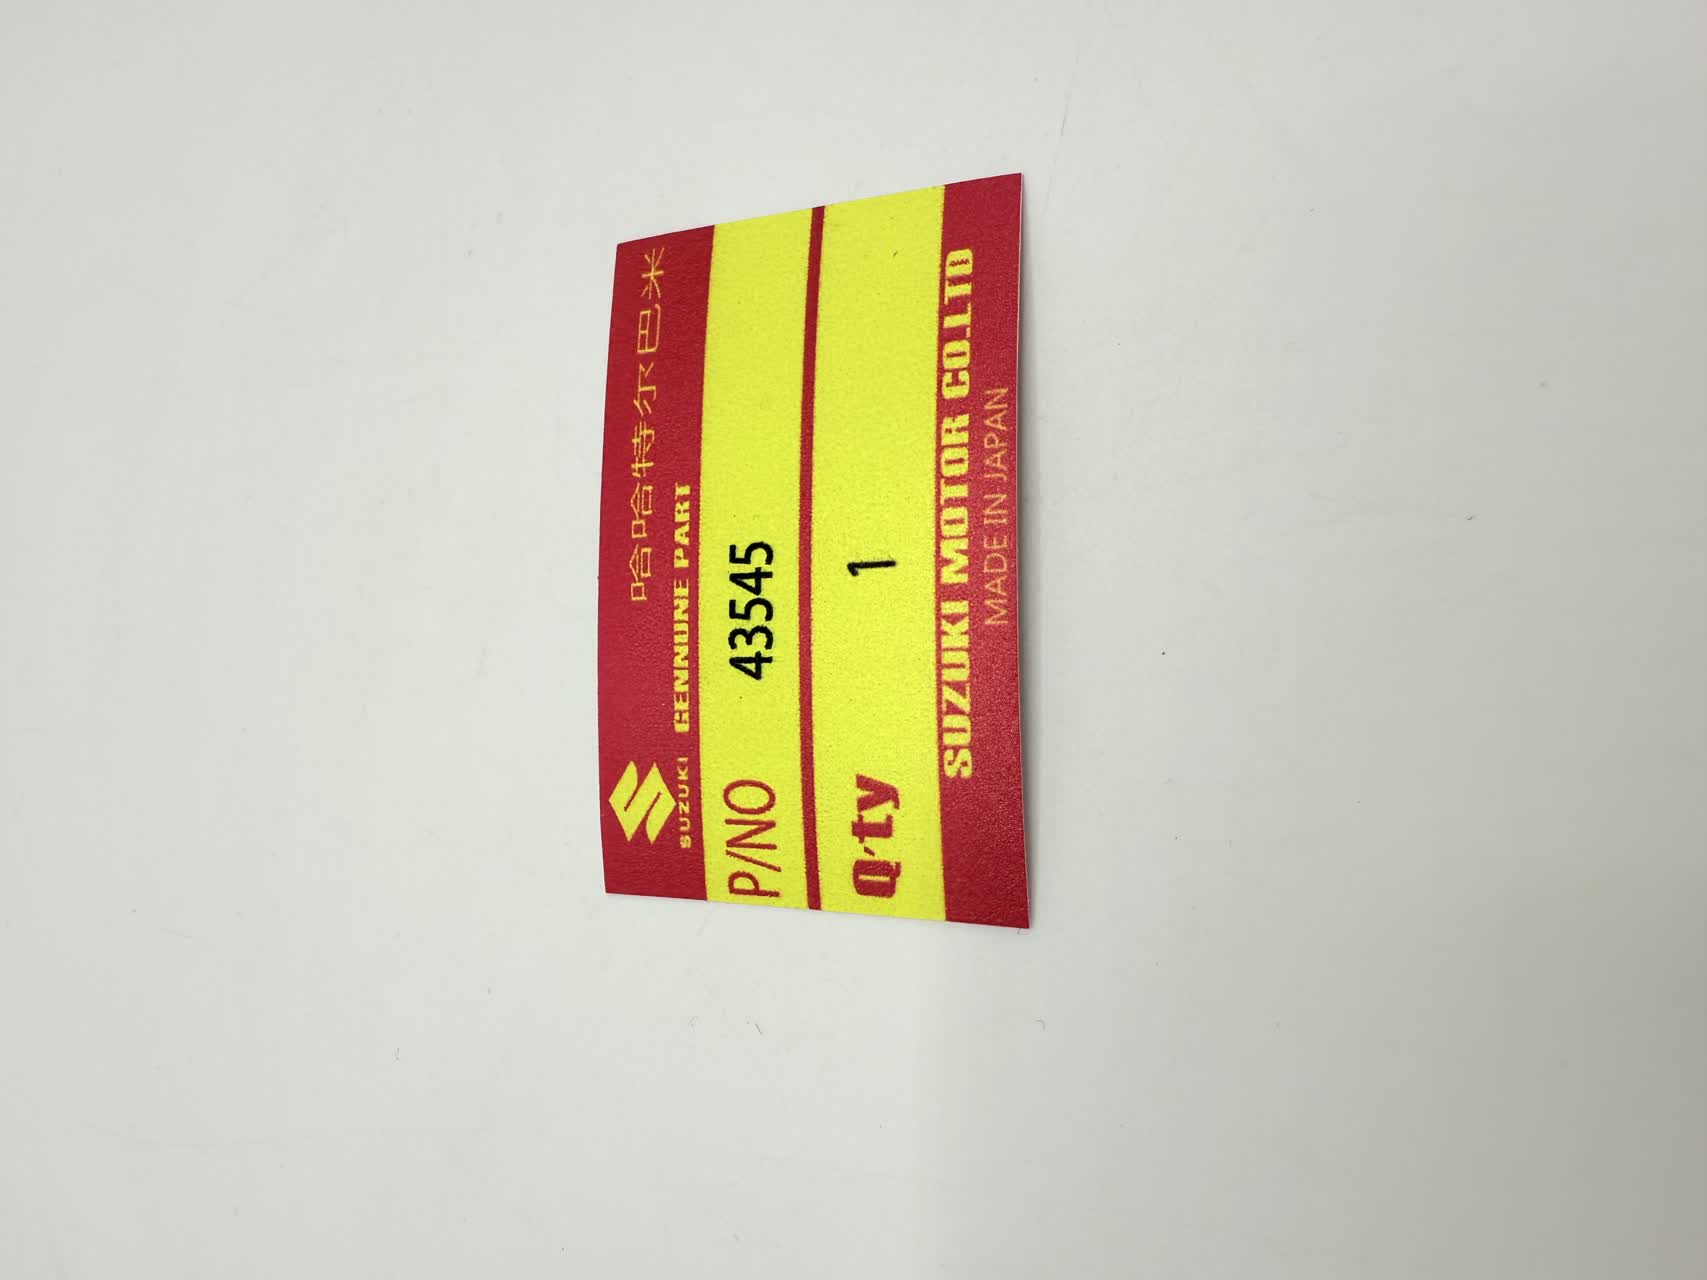 哈哈特尔巴米
SUZUKI GENNUNE PART
P/NO 43545
Q'ty 1
SUZUKI MOTOR CO.LTD
MADE IN JAPAN